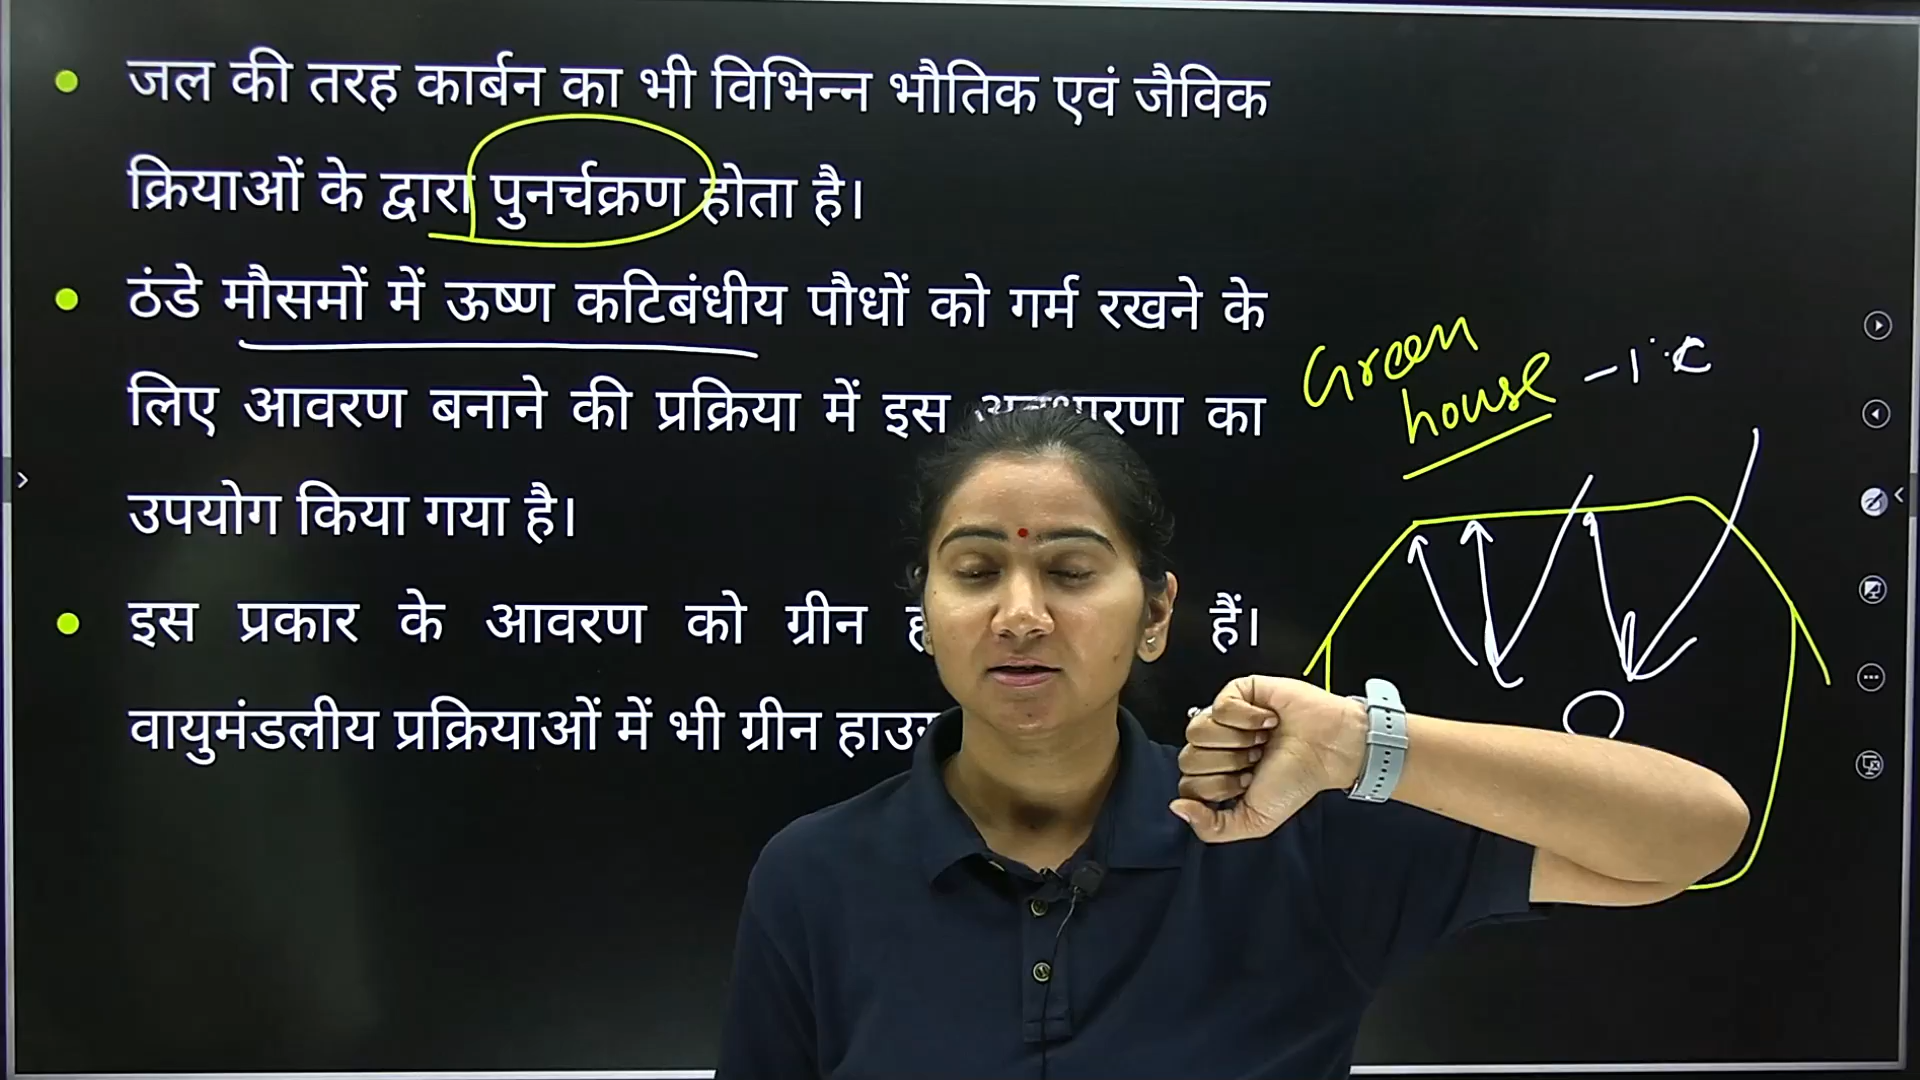 जल की तरह कार्बन का भी विभिन्न भौतिक एवं जैविक
क्रियाओं के द्वारा पुनर्चक्रण होता है।
ठंडे मौसमों में ऊष्ण कटिबंधीय पौधों को गर्म रखने के
लिए आवरण बनाने की प्रक्रिया में इस का
उपयोग किया गया है।
इस प्रकार के आवरण को ग्रीन हैं।
वायुमंडलीय प्रक्रियाओं में भी ग्रीन
Green
house -1°C